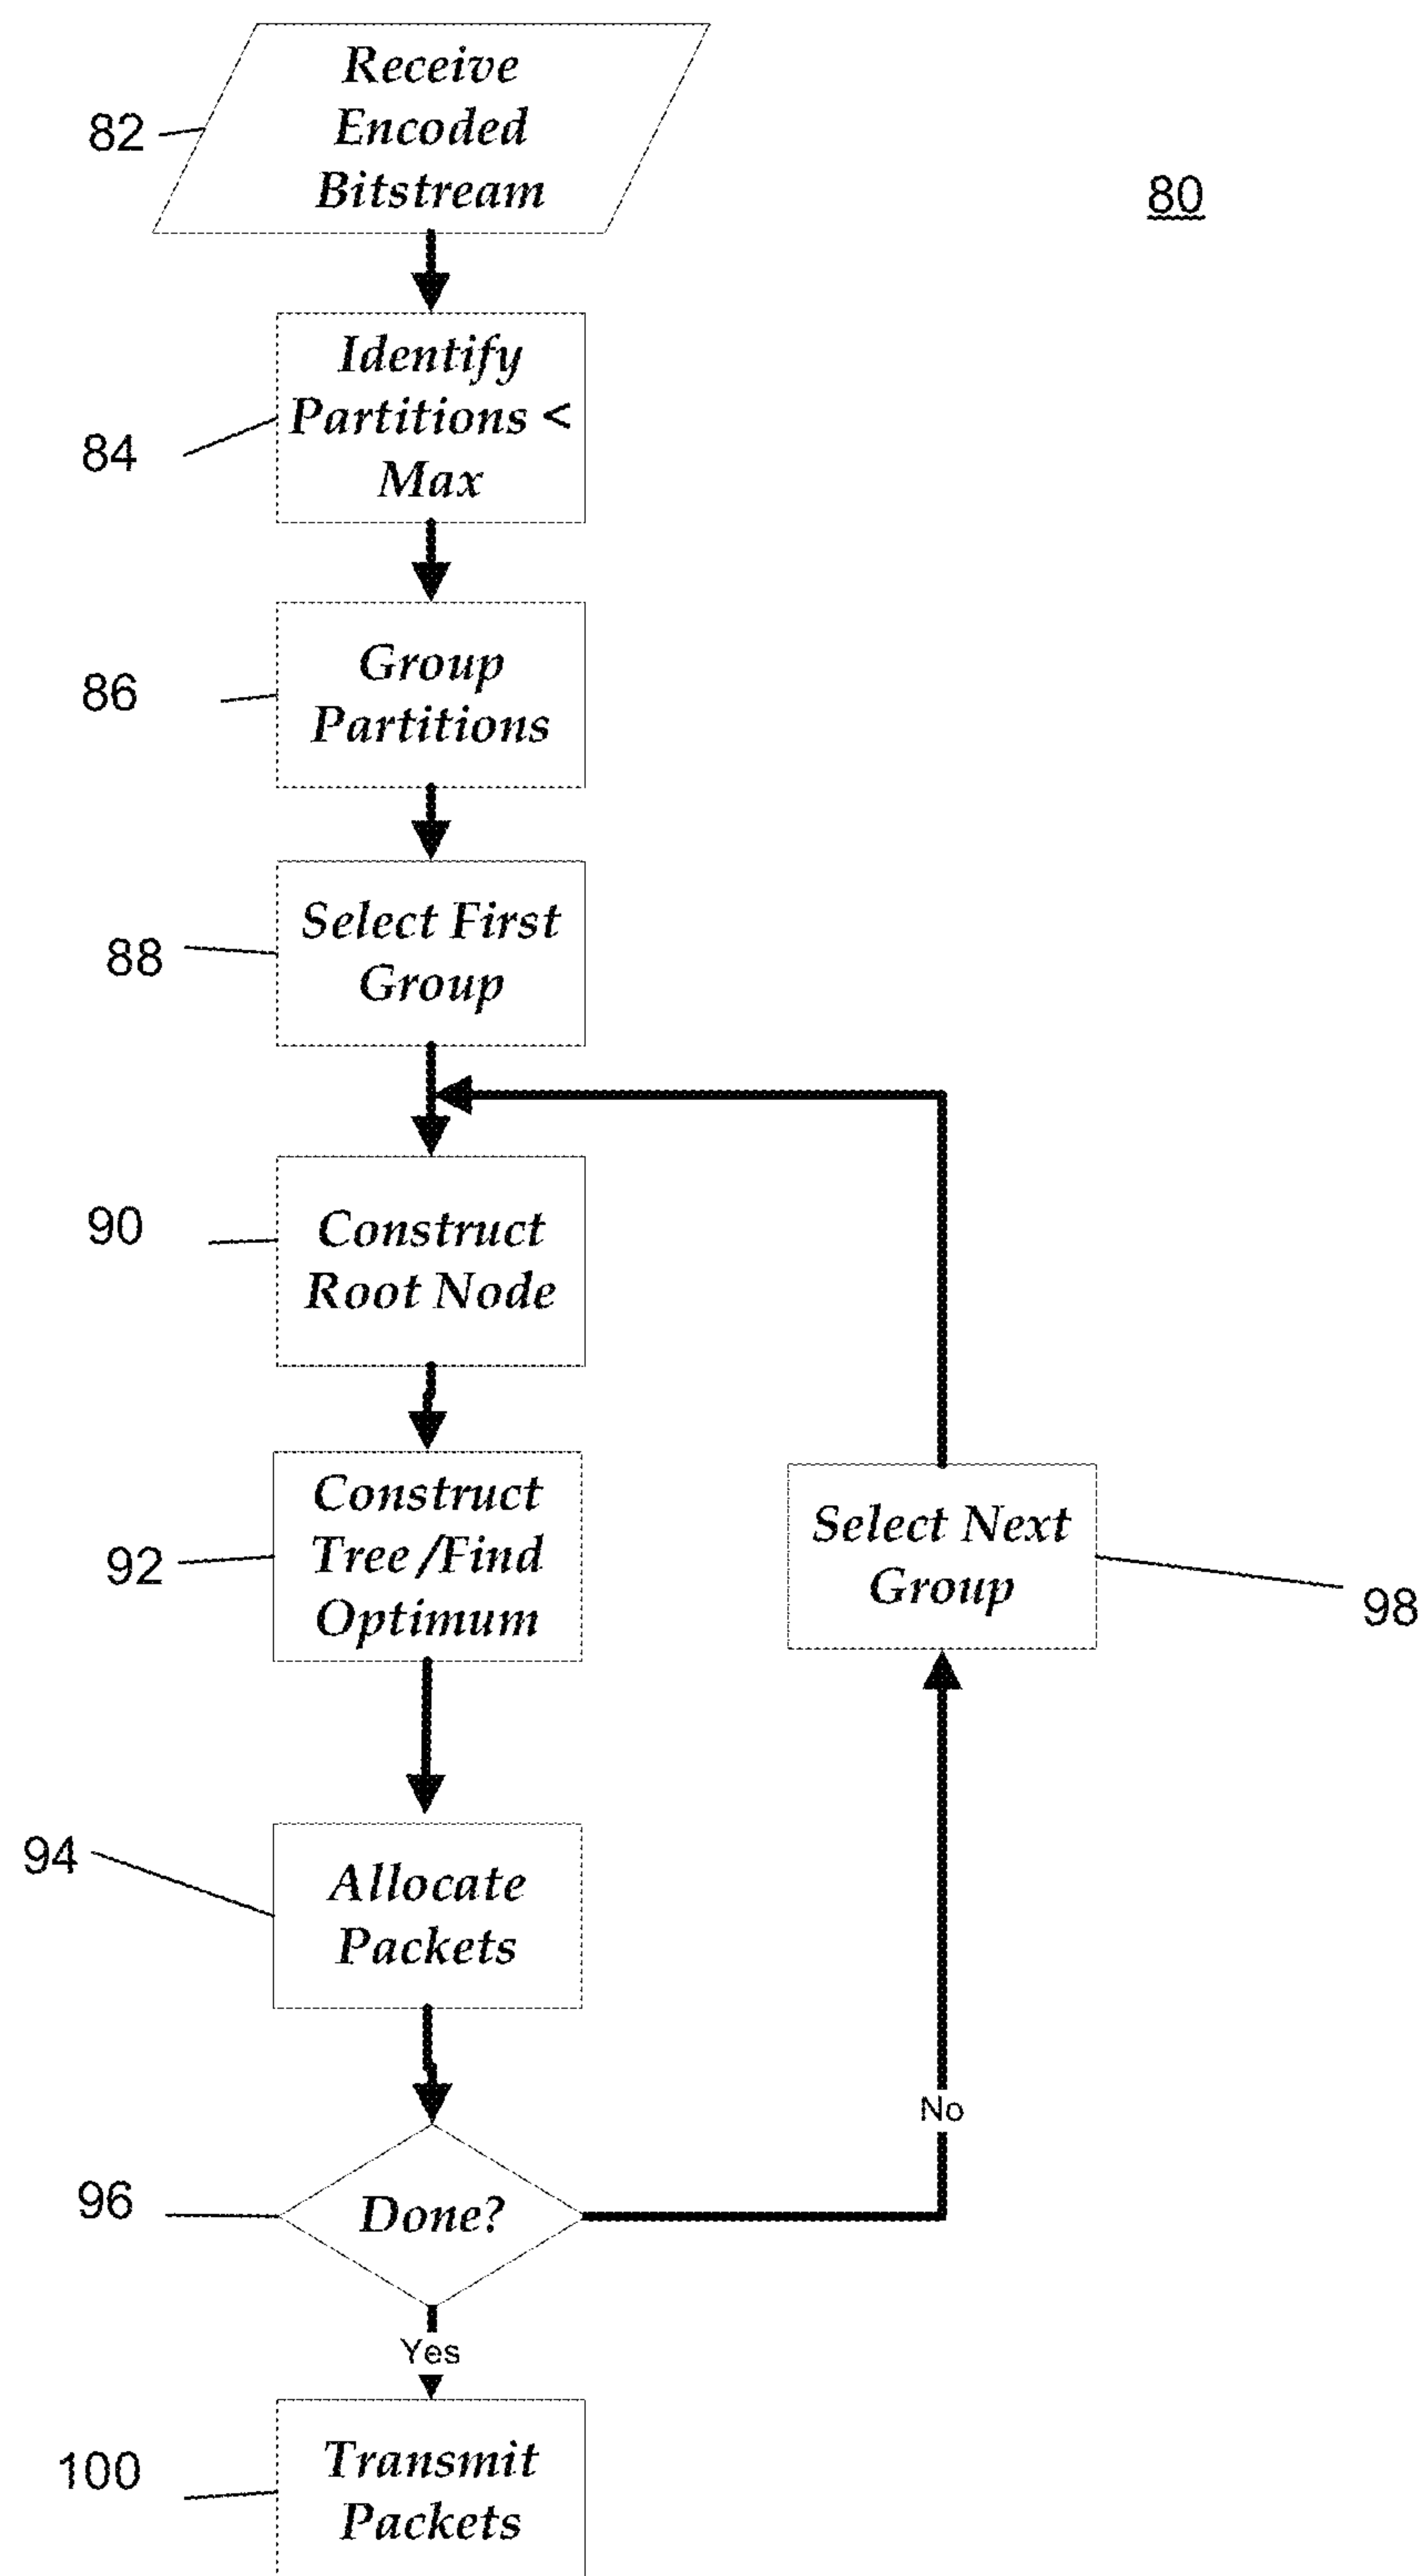 Receive
Encoded
Bitstream
82
80
Identify
Partitions <
Max
84
Group
Partitions
86
Select First
Group
88
Construct
Root Node
90
Construct
Tree/Find
Optimum
92
Select Next
Group
98
Allocate
Packets
94
No
Done?
96
Yes
Transmit
Packets
100